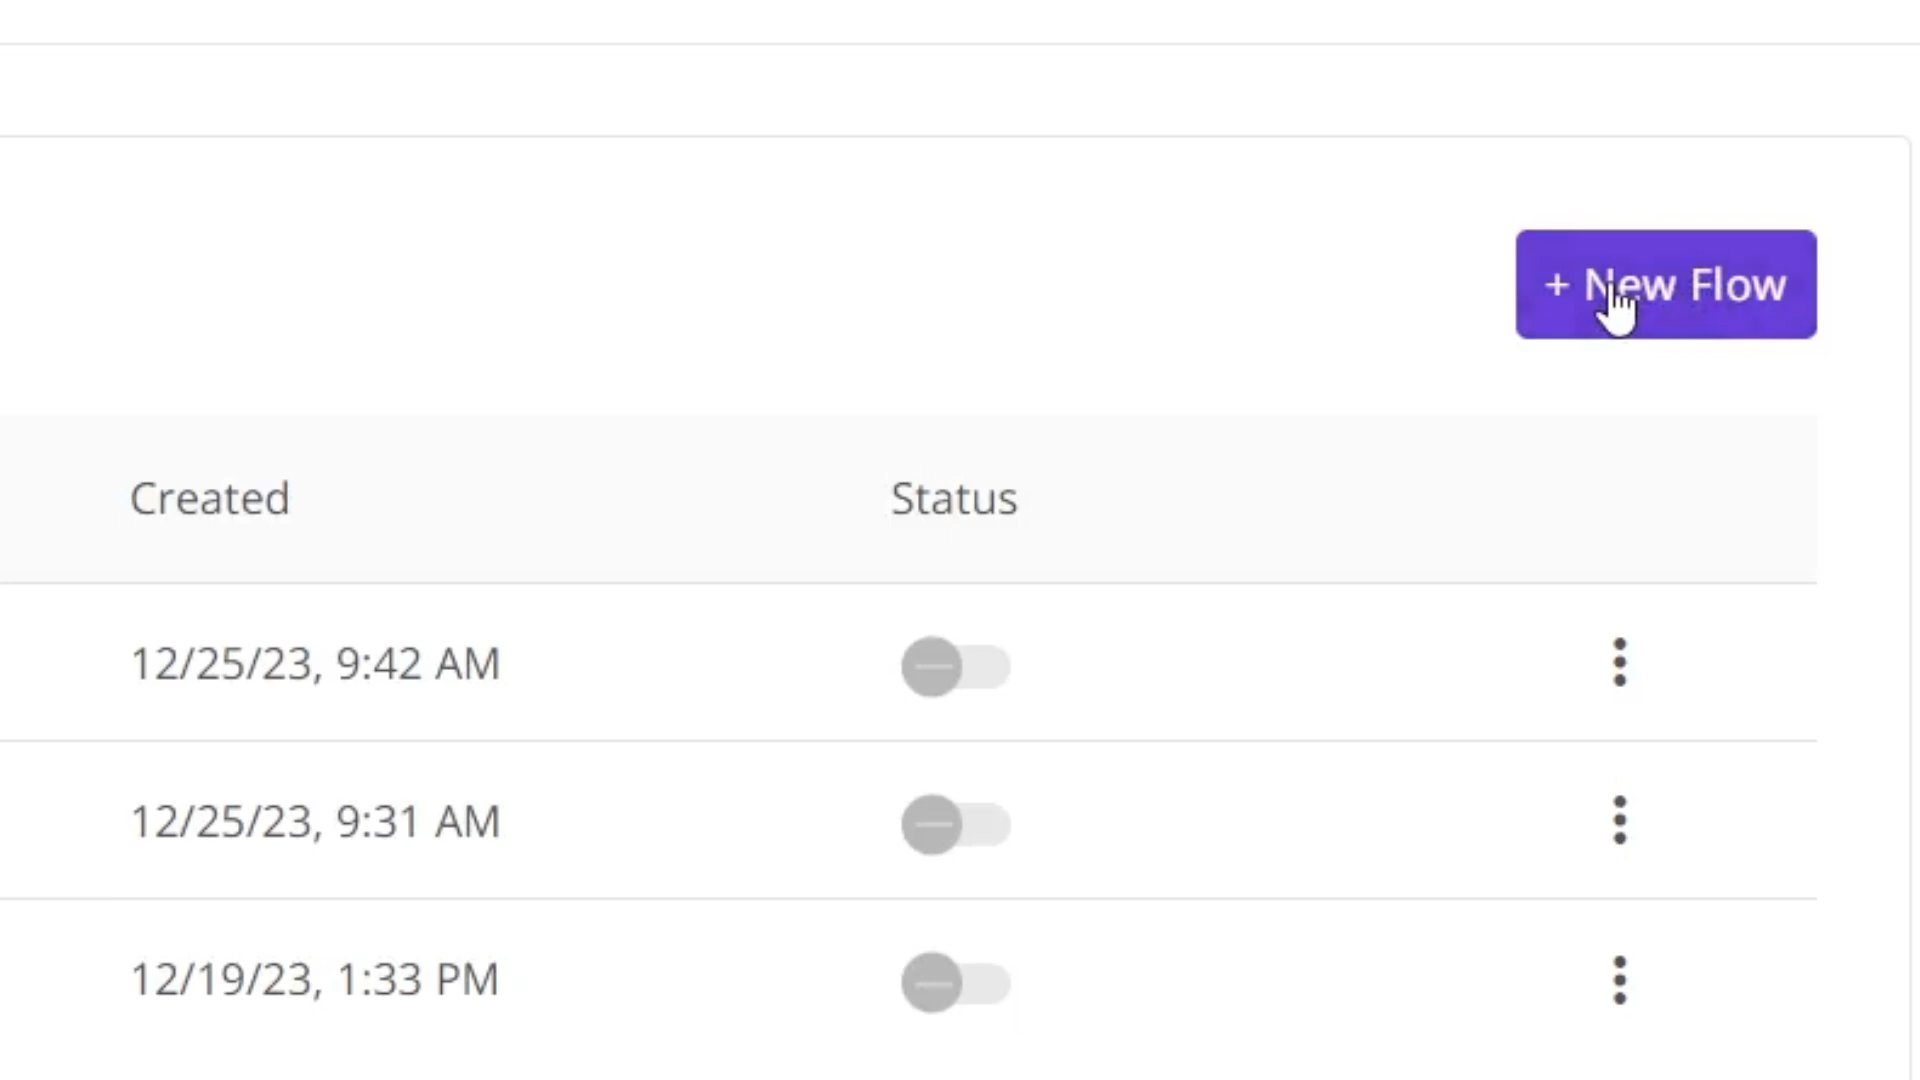 + New Flow
Created Status
12/25/23, 9:42 AM
12/25/23, 9:31 AM
12/19/23, 1:33 PM